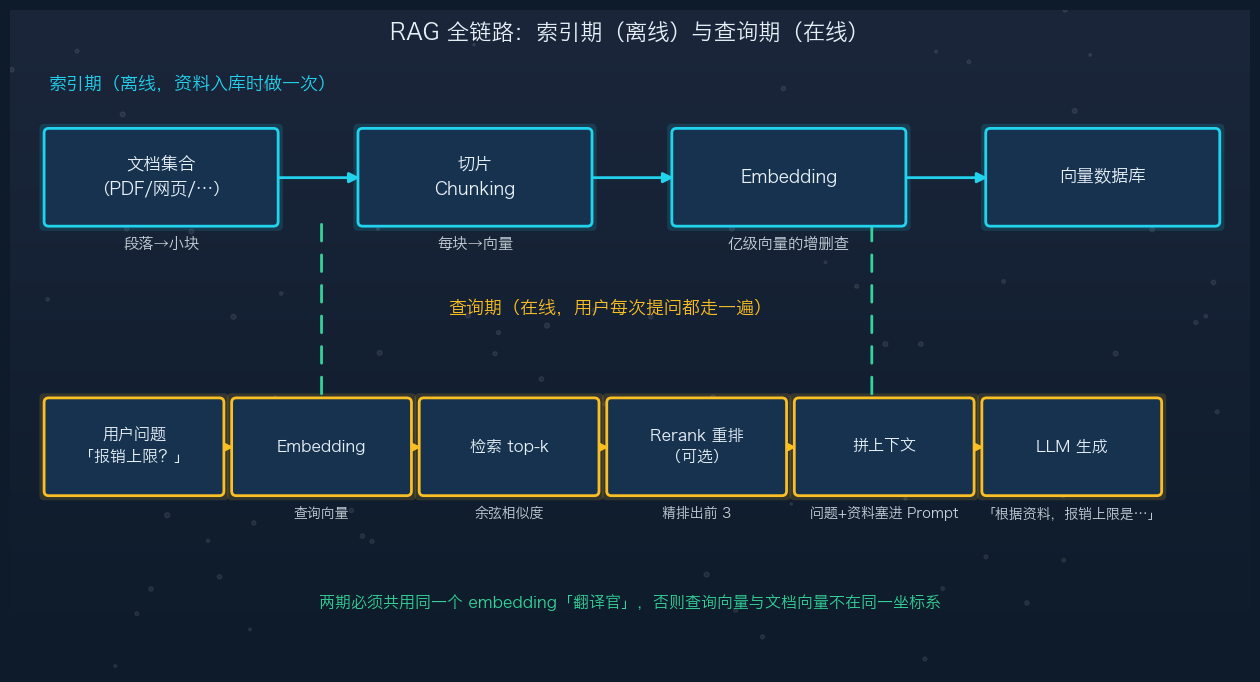 RAG 全链路：索引期（离线）与查询期（在线）
索引期（离线，资料入库时做一次）
文档集合
（PDF/网页/…）
切片
Chunking
Embedding
向量数据库
段落→小块
每块→向量
亿级向量的增删查
查询期（在线，用户每次提问都走一遍）
用户问题
「报销上限？」
Embedding
检索 top-k
Rerank 重排
（可选）
拼上下文
LLM 生成
查询向量
余弦相似度
精排出前 3
问题+资料塞进 Prompt
「根据资料，报销上限是…」
两期必须共用同一个 embedding「翻译官」，否则查询向量与文档向量不在同一坐标系